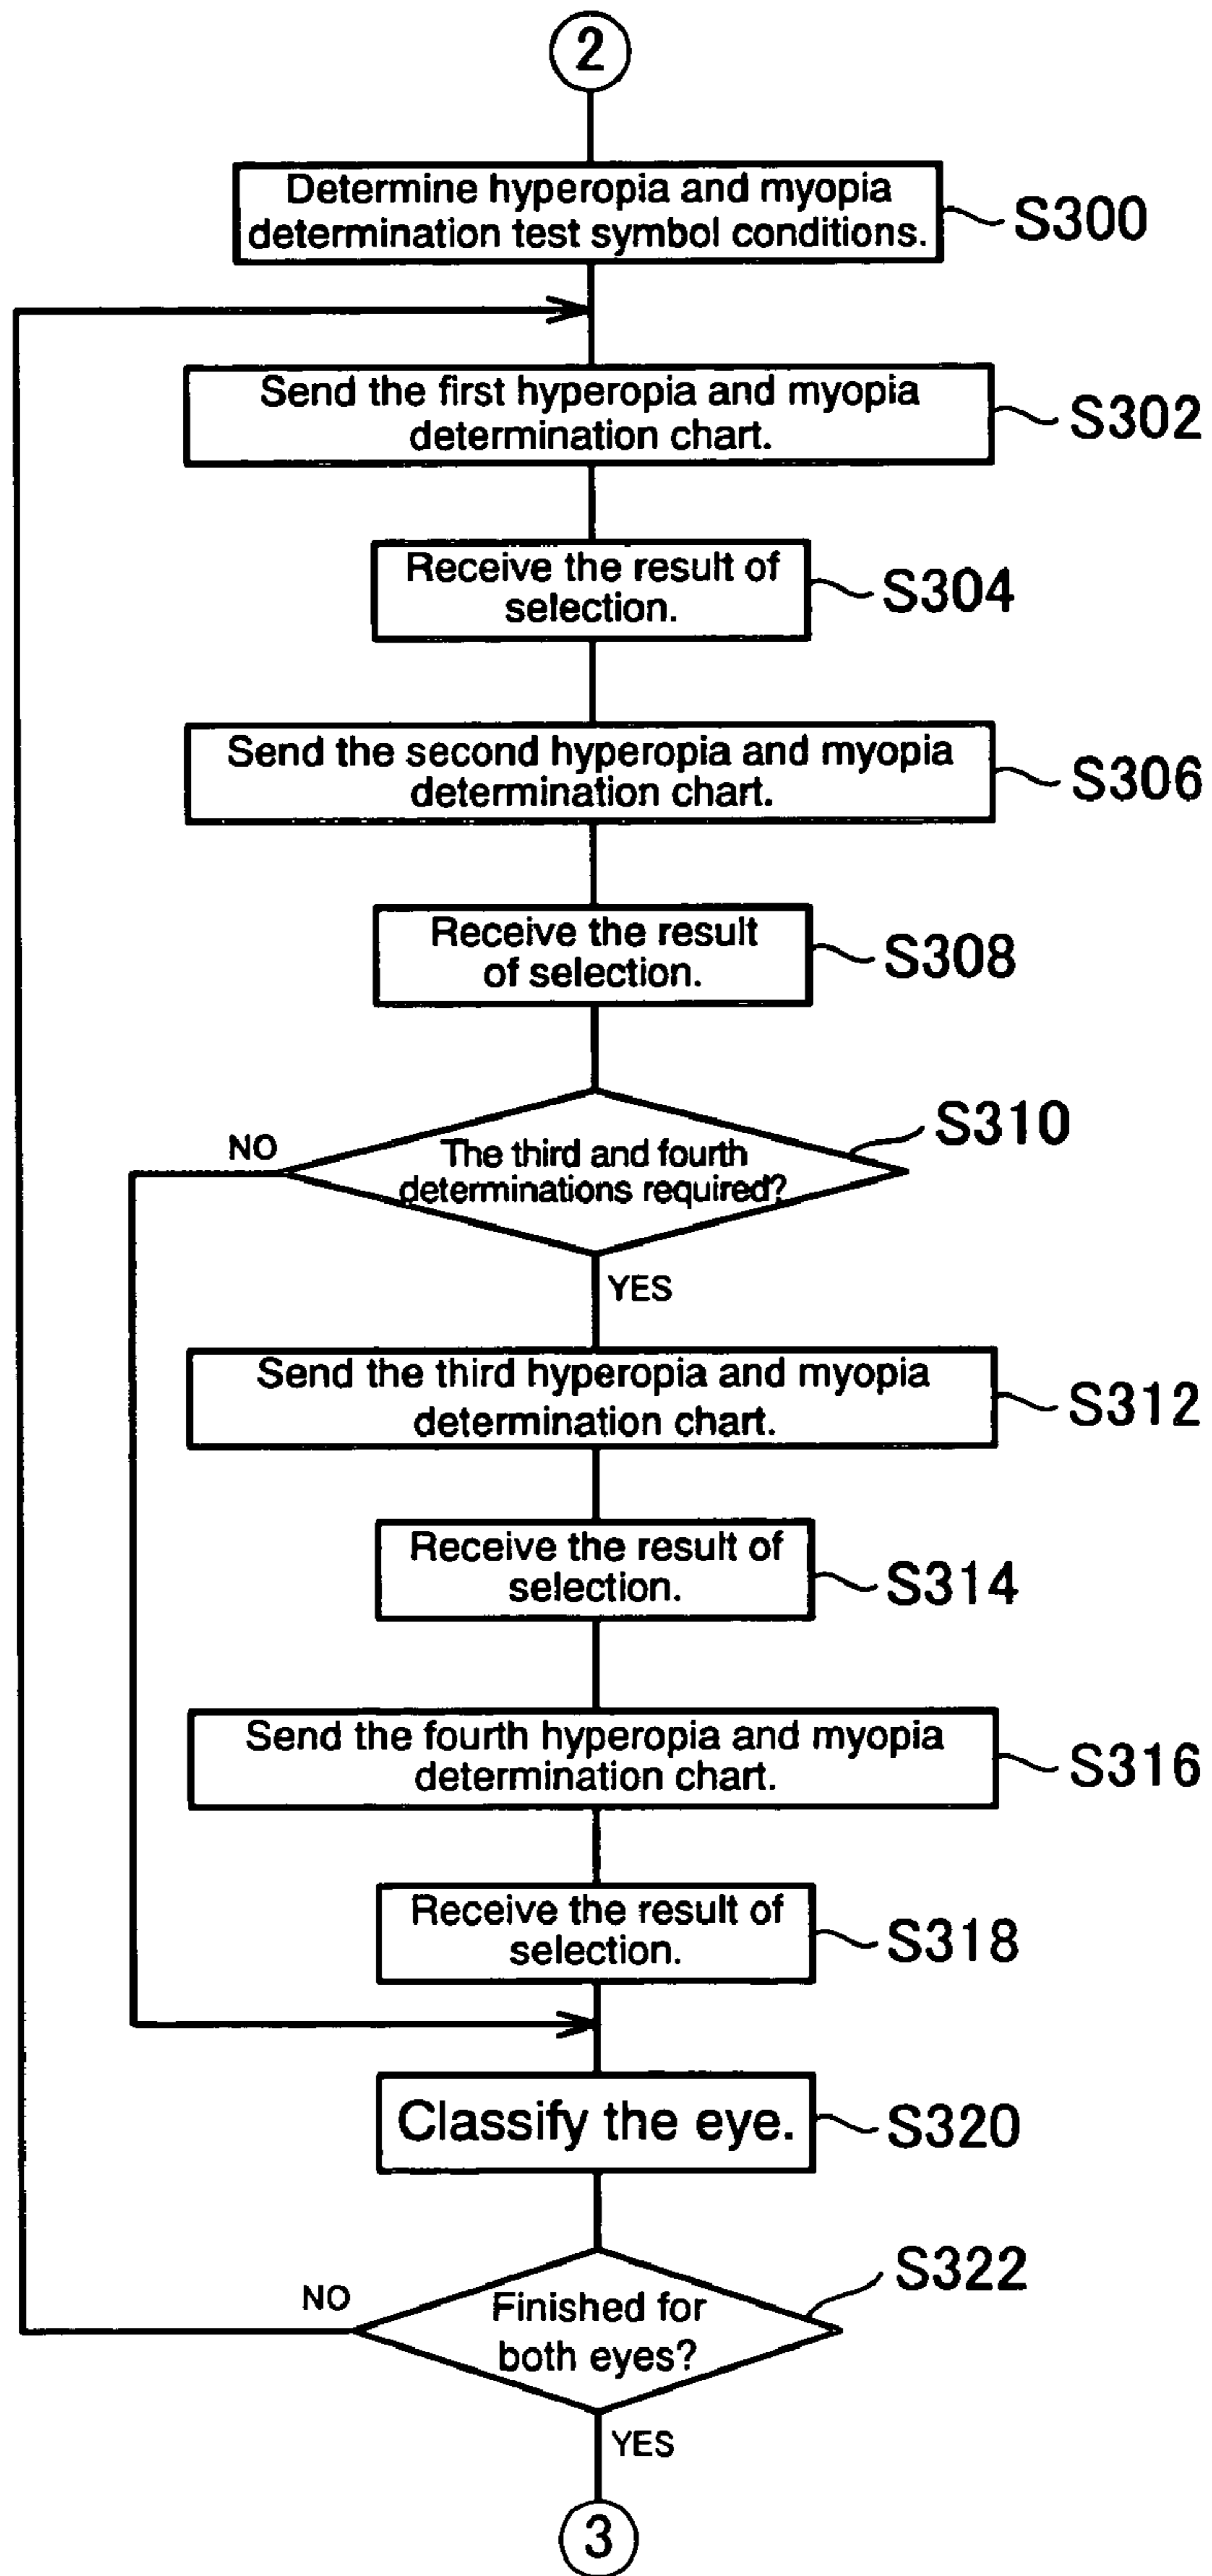 2
Determine hyperopia and myopia
determination test symbol conditions.
S300
Send the first hyperopia and myopia
determination chart.
S302
Receive the result of
selection.
S304
Send the second hyperopia and myopia
determination chart.
S306
Receive the result
of selection.
S308
S310
NO
The third and fourth
determinations required?
YES
Send the third hyperopia and myopia
determination chart.
S312
Receive the result of
selection.
S314
Send the fourth hyperopia and myopia
determination chart.
S316
Receive the result of
selection.
S318
Classify the eye.
S320
S322
NO
Finished for
both eyes?
YES
3